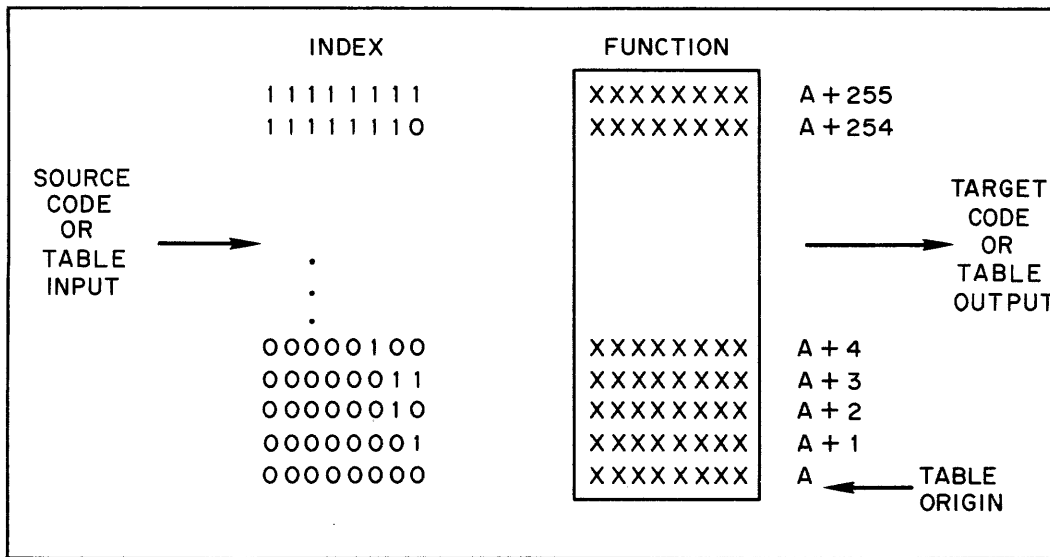 INDEX FUNCTION
11111111 XXXXXXXX A + 255
11111110 XXXXXXXX A + 254
SOURCE
CODE
OR
TABLE
INPUT
TARGET
CODE
OR
TABLE
OUTPUT
00000100 XXXXXXXX A + 4
00000011 XXXXXXXX A + 3
00000010 XXXXXXXX A + 2
00000001 XXXXXXXX A + 1
00000000 XXXXXXXX A
TABLE
ORIGIN